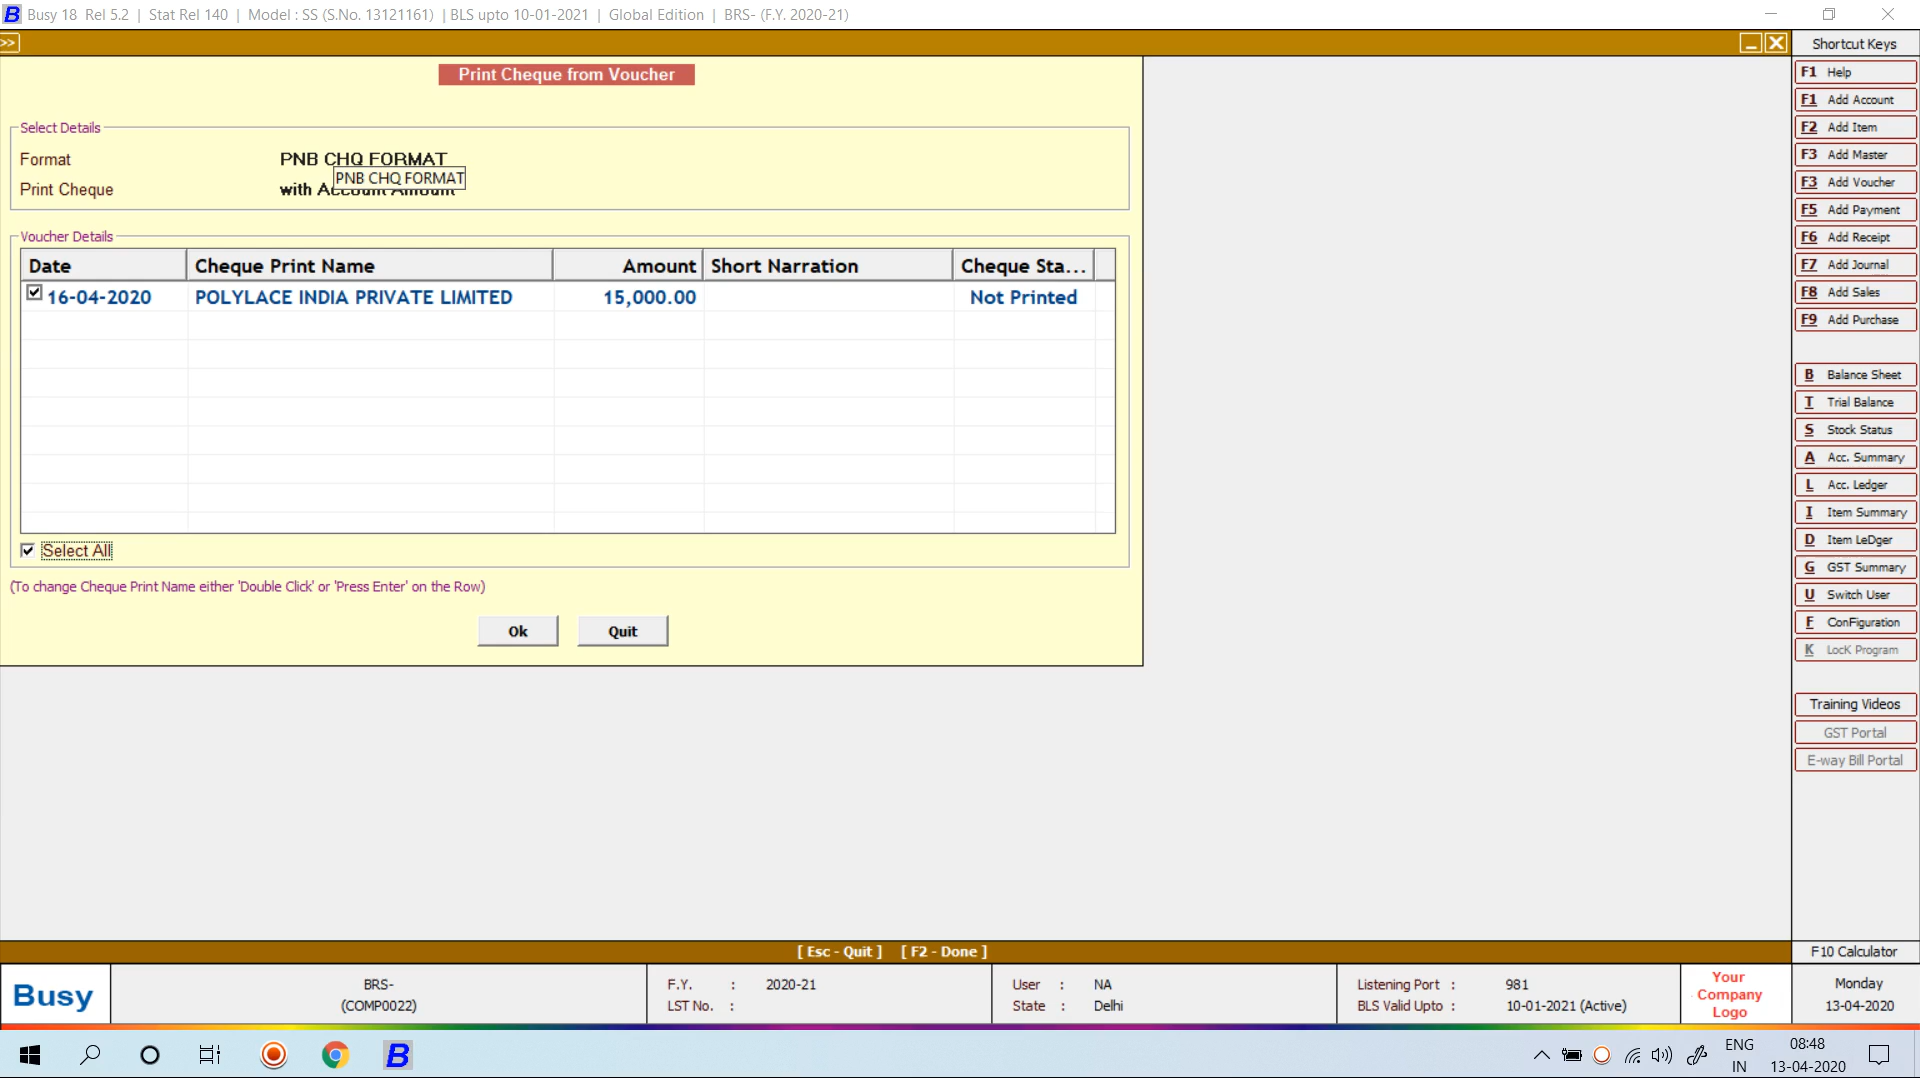 Busy 18 Rel 5.2 | Stat Rel 140 | Model : SS (S.No. 13121161) | BLS upto 10-01-2021 | Global Edition | BRS- (F.Y. 2020-21)
>>
Shortcut Keys
Print Cheque from Voucher
Select Details
Format PNB CHQ FORMAT
PNB CHQ FORMAT
Print Cheque with Account Amount
Voucher Details
Date Cheque Print Name Amount Short Narration Cheque Sta...
16-04-2020 POLYLACE INDIA PRIVATE LIMITED 15,000.00 Not Printed
Select All
(To change Cheque Print Name either 'Double Click' or 'Press Enter' on the Row)
Ok Quit
F1 Help
F1 Add Account
F2 Add Item
F3 Add Master
F3 Add Voucher
F5 Add Payment
F6 Add Receipt
F7 Add Journal
F8 Add Sales
F9 Add Purchase
B Balance Sheet
T Trial Balance
S Stock Status
A Acc. Summary
L Acc. Ledger
I Item Summary
D Item LeDger
G GST Summary
U Switch User
F ConFiguration
K LocK Program
Training Videos
GST Portal
E-way Bill Portal
[ Esc - Quit ] [ F2 - Done ]
F10 Calculator
Busy
BRS-
(COMP0022)
F.Y. : 2020-21
LST No. :
User : NA
State : Delhi
Listening Port : 981
BLS Valid Upto : 10-01-2021 (Active)
Your
Company
Logo
Monday
13-04-2020
B
ENG
IN
08:48
13-04-2020